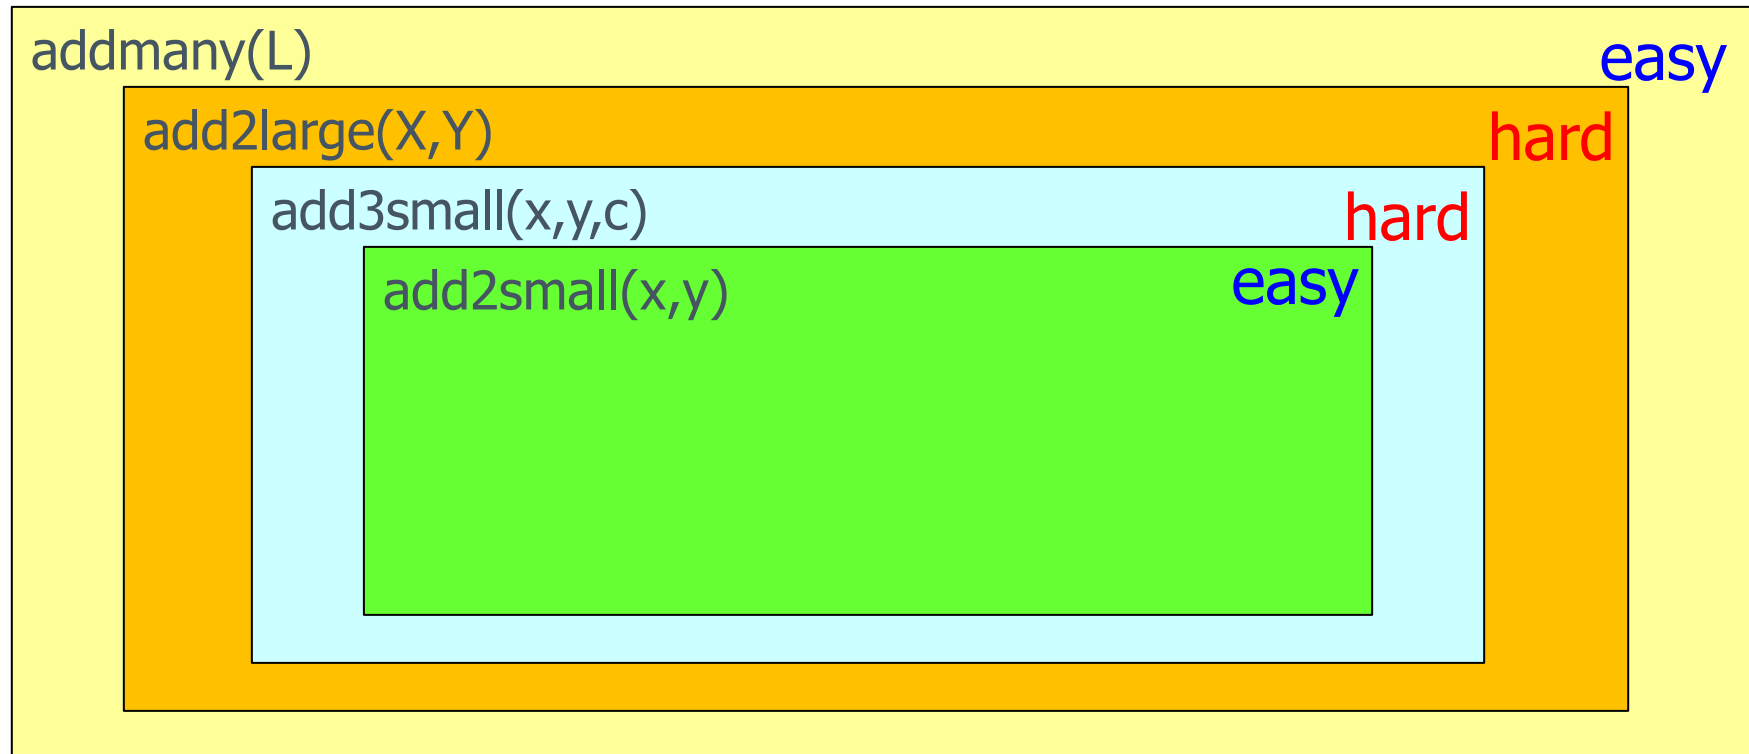 addmany(L)
easy
add2large(X,Y)
hard
add3small(x,y,c)
hard
add2small(x,y)
easy